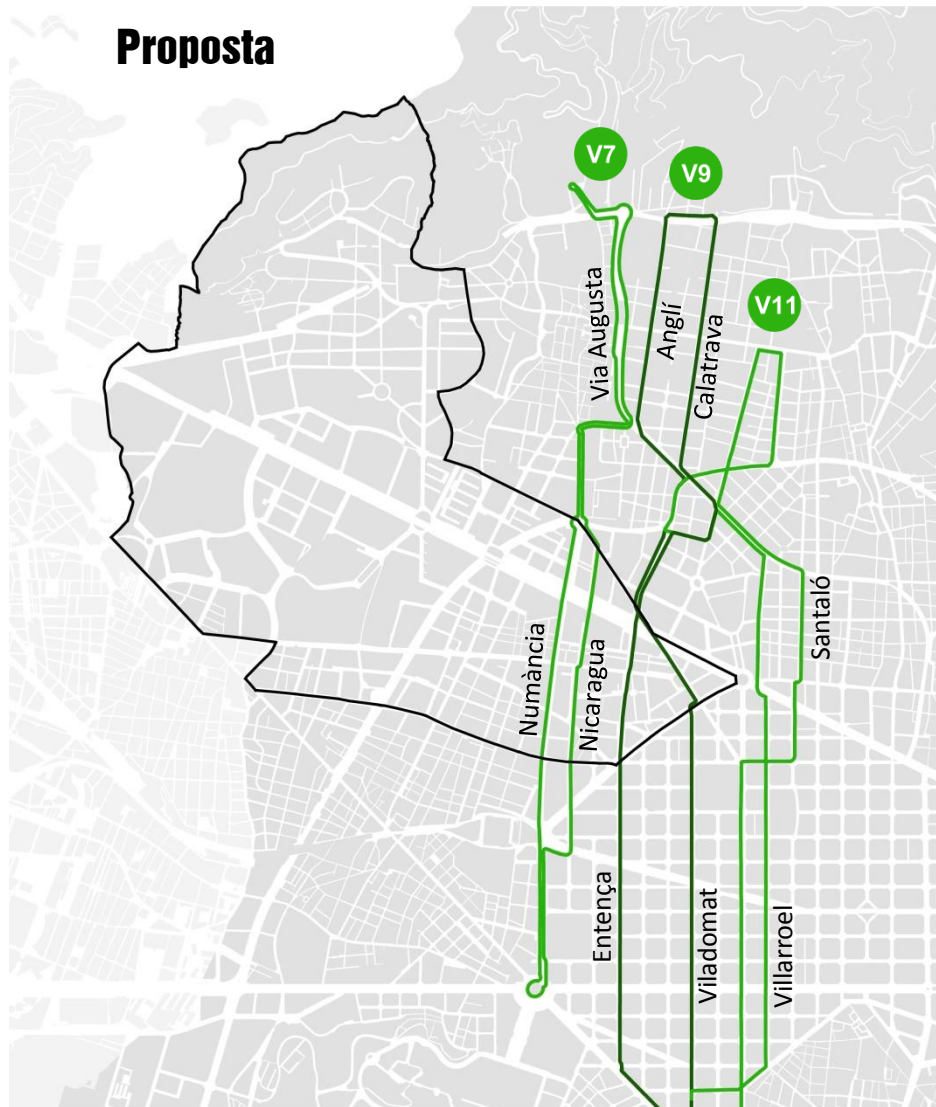 Proposta
V7
V9
V11
Via Augusta
Anglí
Calatrava
Santaló
Numància
Nicaragua
Entença
Viladomat
Villarroel